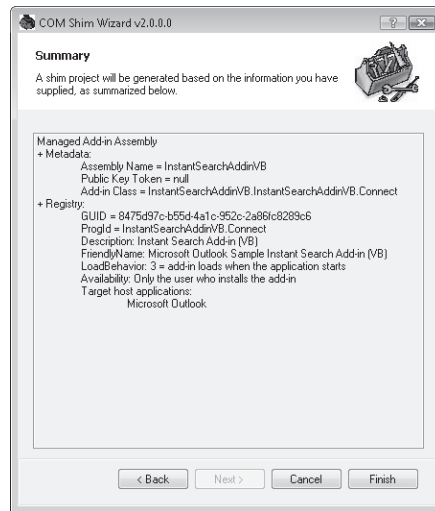 COM Shim Wizard v2.0.0.0
Summary
A shim project will be generated based on the information you have
supplied, as summarized below.
Managed Add-in Assembly
+ Metadata:
Assembly Name = InstantSearchAddinVB
Public Key Token = null
Add-in Class = InstantSearchAddinVB.InstantSearchAddinVB.Connect
+ Registry:
GUID = 8475d97c-b55d-4a1c-952c-2a86fc8289c6
ProgId = InstantSearchAddinVB.Connect
Description: Instant Search Add-in (VB)
FriendlyName: Microsoft Outlook Sample Instant Search Add-in (VB)
LoadBehavior: 3 = add-in loads when the application starts
Availability: Only the user who installs the add-in
Target host applications:
Microsoft Outlook
< Back Next > Cancel Finish